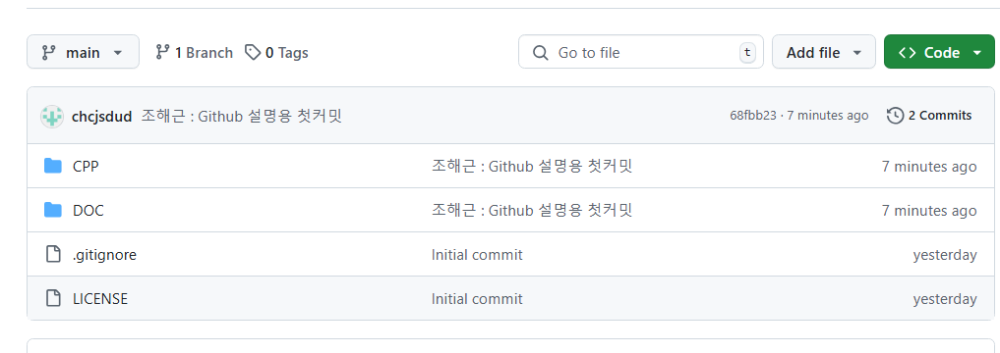 main 1 Branch 0 Tags Go to file t Add file Code
chcjsdud 조해근 : Github 설명용 첫커밋 68fbb23 · 7 minutes ago 2 Commits
CPP 조해근 : Github 설명용 첫커밋 7 minutes ago
DOC 조해근 : Github 설명용 첫커밋 7 minutes ago
.gitignore Initial commit yesterday
LICENSE Initial commit yesterday